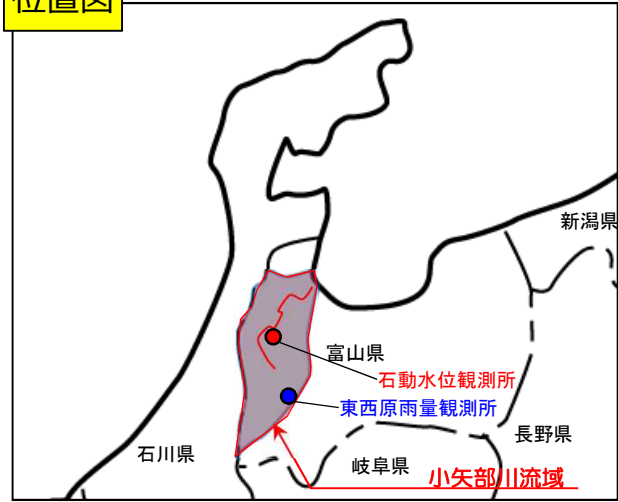 位置図
新潟県
富山県
石動水位観測所
東西原雨量観測所
長野県
石川県
岐阜県
小矢部川流域